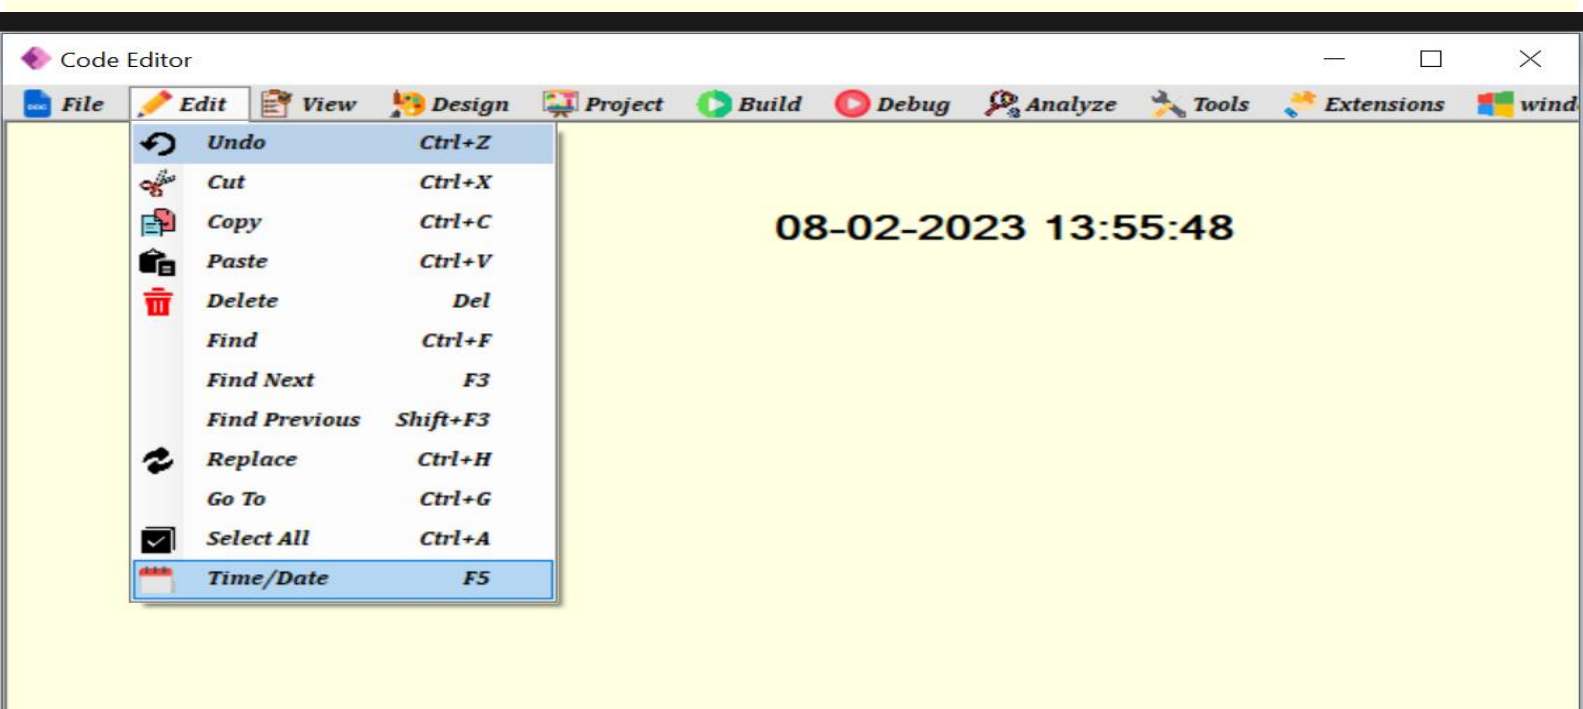 Code Editor
File Edit View Design Project Build Debug Analyze Tools Extensions wind
Undo Ctrl+Z
Cut Ctrl+X
Copy Ctrl+C
08-02-2023 13:55:48
Paste Ctrl+V
Delete Del
Find Ctrl+F
Find Next F3
Find Previous Shift+F3
Replace Ctrl+H
Go To Ctrl+G
Select All Ctrl+A
Time/Date F5